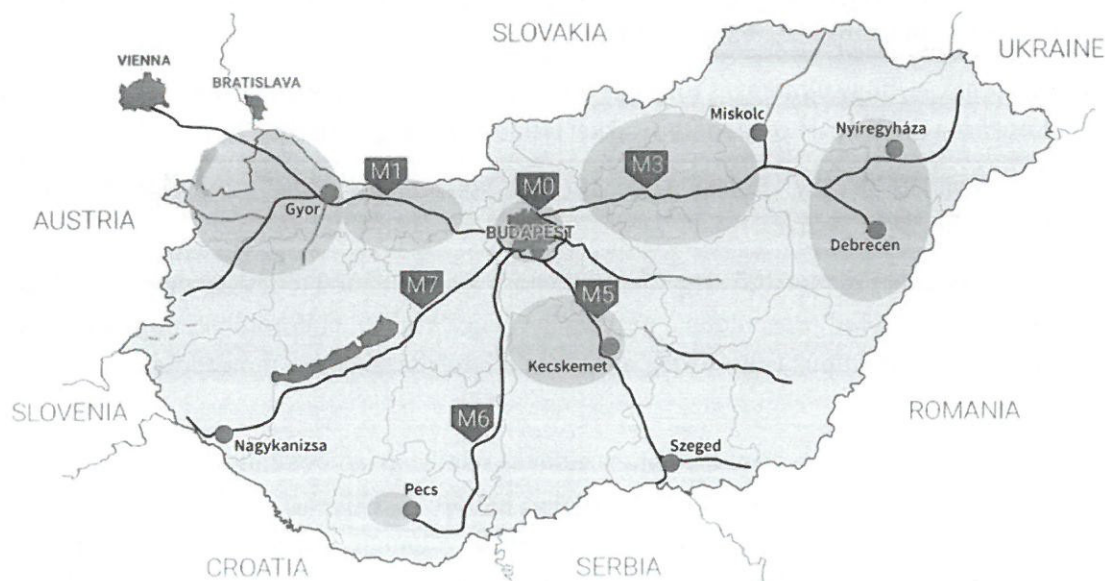 SLOVAKIA
UKRAINE
VIENNA
BRATISLAVA
Miskolc
Nyíregyháza
M1
M3
M0
Gyor
AUSTRIA
BUDAPEST
Debrecen
M7
M5
Kecskemet
SLOVENIA
ROMANIA
M6
Nagykanizsa
Szeged
Pecs
CROATIA
SERBIA